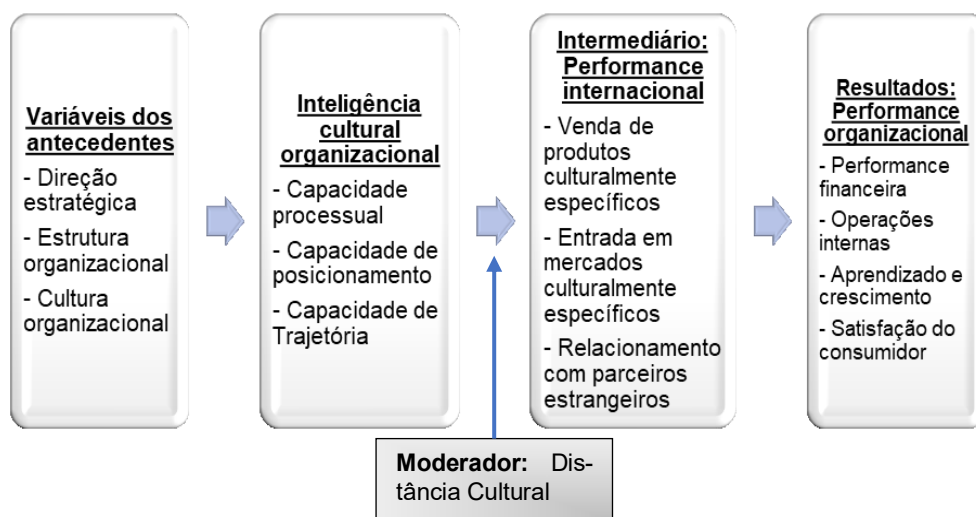 Variáveis dos
antecedentes
- Direção
estratégica
- Estrutura
organizacional
- Cultura
organizacional
Inteligência
cultural
organizacional
- Capacidade
processual
- Capacidade de
posicionamento
- Capacidade de
Trajetória
Intermediário:
Performance
internacional
- Venda de
produtos
culturalmente
específicos
- Entrada em
mercados
culturalmente
específicos
- Relacionamento
com parceiros
estrangeiros
Resultados:
Performance
organizacional
- Performance
financeira
- Operações
internas
- Aprendizado e
crescimento
- Satisfação do
consumidor
Moderador: Dis-
tância Cultural